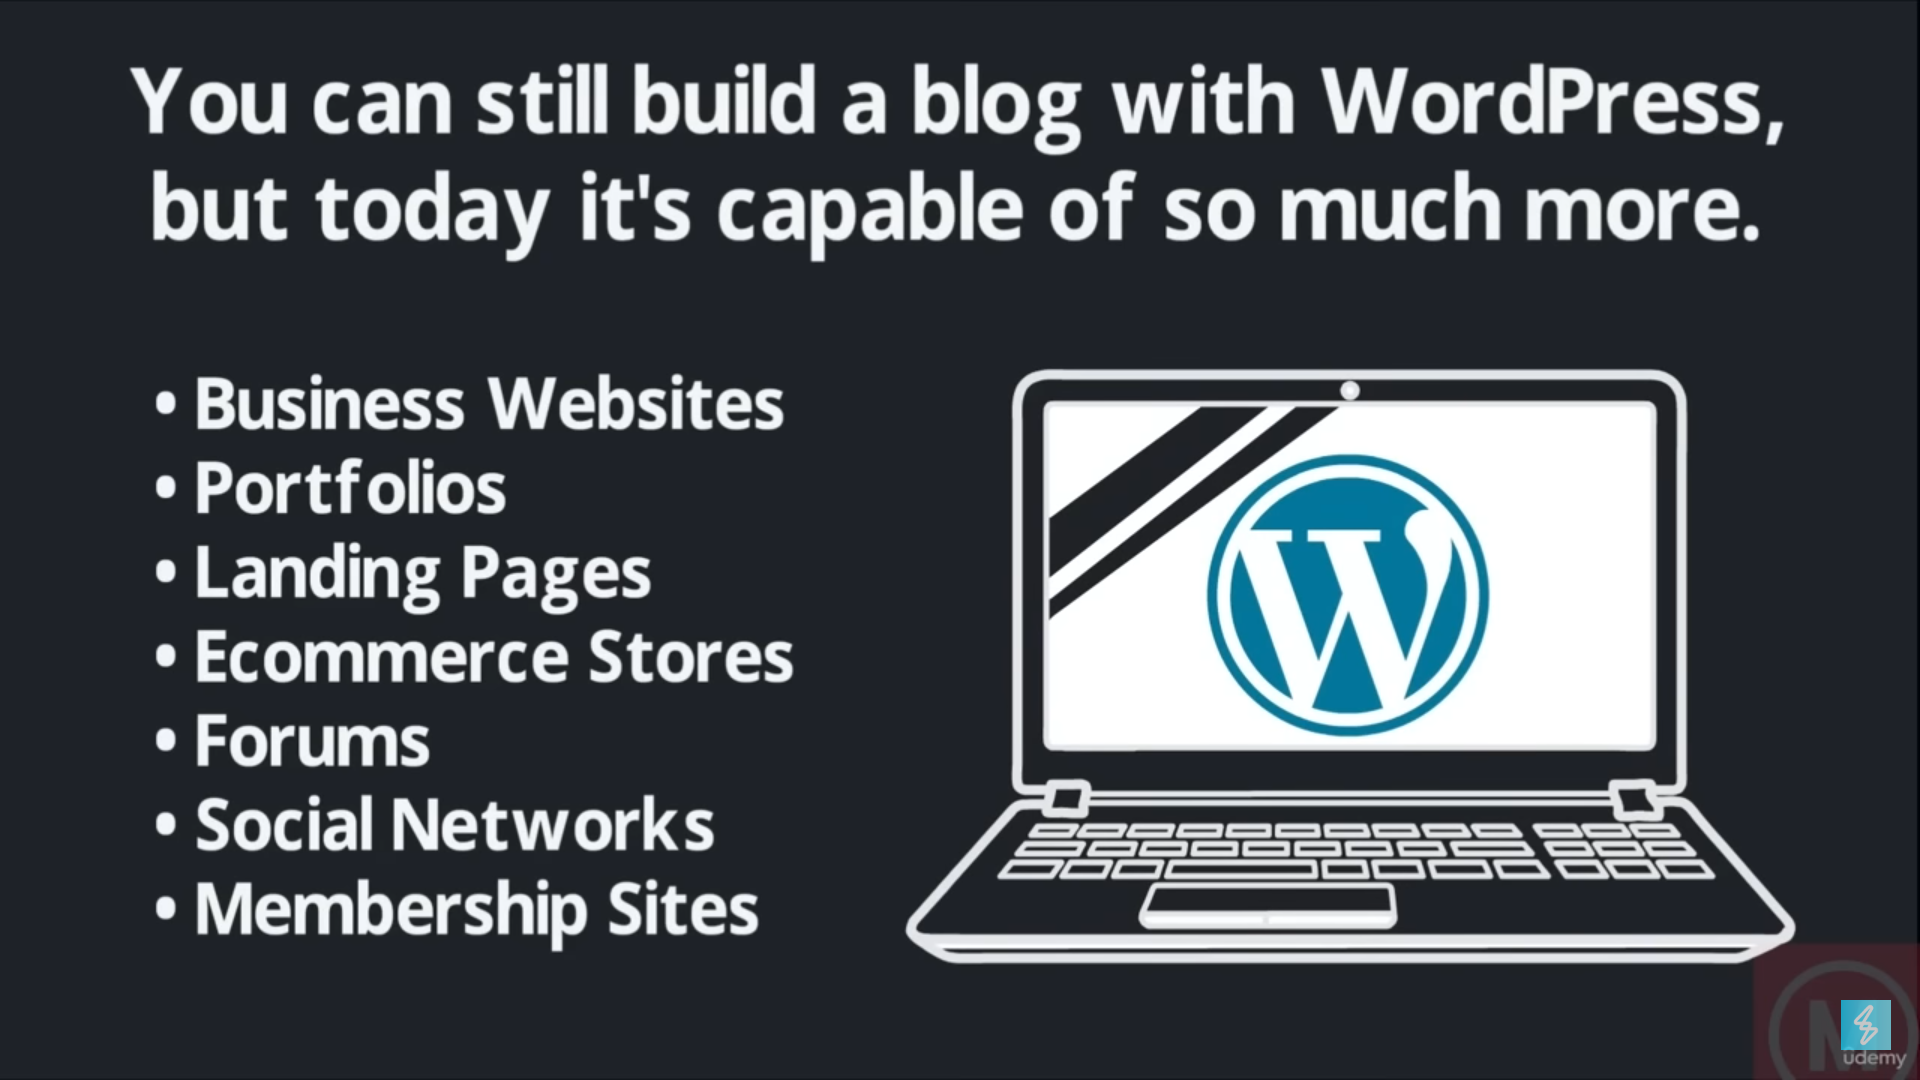 You can still build a blog with WordPress,
but today it's capable of so much more.
• Business Websites
• Portfolios
• Landing Pages
• Ecommerce Stores
• Forums
• Social Networks
• Membership Sites
W
M
udemy